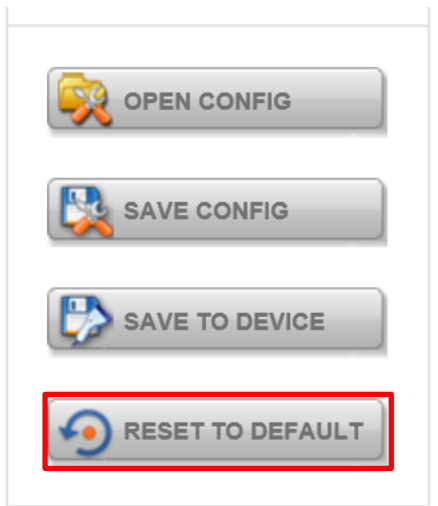 OPEN CONFIG
SAVE CONFIG
SAVE TO DEVICE
RESET TO DEFAULT